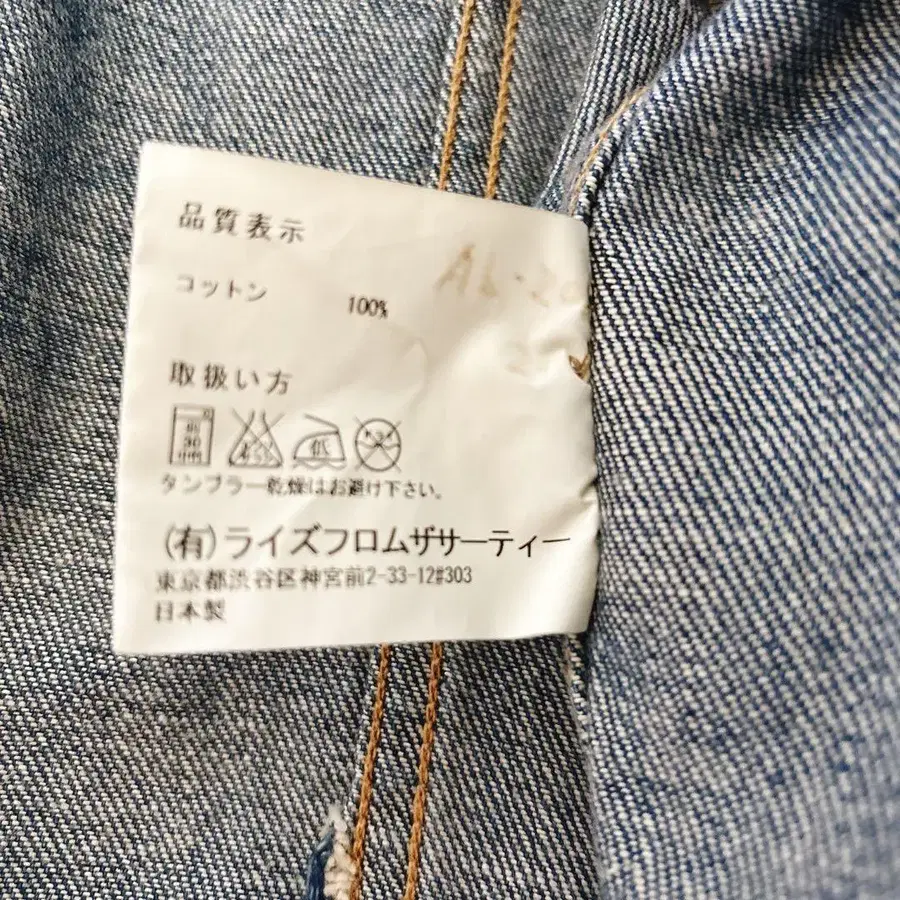 品質表示
コットン 100%
取扱い方
低
タンブラー乾燥はお避け下さい。
(有)ライズフロムザサーティー
東京都渋谷区神宮前2-33-12#303
日本製